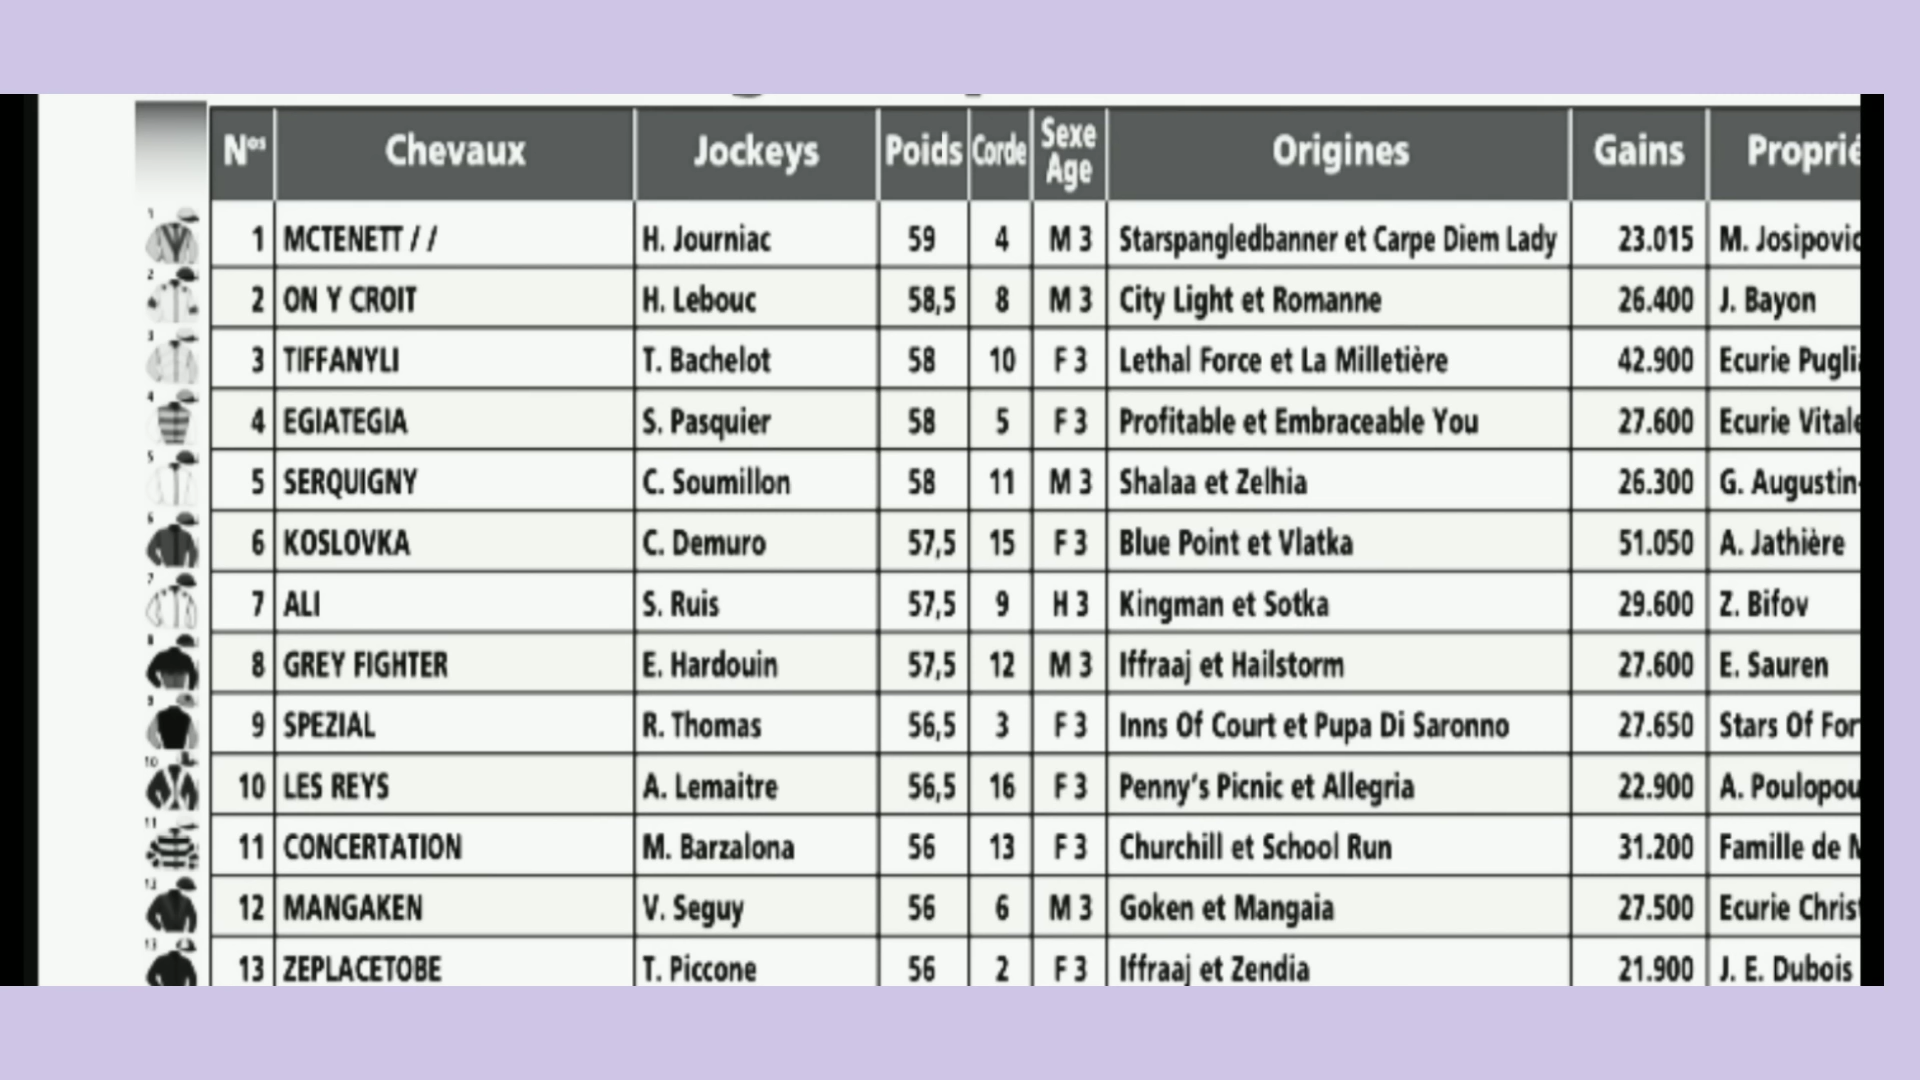 Nos Chevaux Jockeys Poids Corde Sexe Age Origines Gains Proprié
1 MCTENETT / / H. Journiac 59 4 M 3 Starspangledbanner et Carpe Diem Lady 23.015 M. Josipovic
2 ON Y CROIT H. Lebouc 58,5 8 M 3 City Light et Romanne 26.400 J. Bayon
3 TIFFANYLI T. Bachelot 58 10 F 3 Lethal Force et La Milletière 42.900 Ecurie Puglia
4 EGIATEGIA S. Pasquier 58 5 F 3 Profitable et Embraceable You 27.600 Ecurie Vitale
5 SERQUIGNY C. Soumillon 58 11 M 3 Shalaa et Zelhia 26.300 G. Augustin-
6 KOSLOVKA C. Demuro 57,5 15 F 3 Blue Point et Vlatka 51.050 A. Jathière
7 ALI S. Ruis 57,5 9 H 3 Kingman et Sotka 29.600 Z. Bifov
8 GREY FIGHTER E. Hardouin 57,5 12 M 3 Iffraaj et Hailstorm 27.600 E. Sauren
9 SPEZIAL R. Thomas 56,5 3 F 3 Inns Of Court et Pupa Di Saronno 27.650 Stars Of For
10 LES REYS A. Lemaitre 56,5 16 F 3 Penny's Picnic et Allegria 22.900 A. Poulopou
11 CONCERTATION M. Barzalona 56 13 F 3 Churchill et School Run 31.200 Famille de M
12 MANGAKEN V. Seguy 56 6 M 3 Goken et Mangaia 27.500 Ecurie Christ
13 ZEPLACETOBE T. Piccone 56 2 F 3 Iffraaj et Zendia 21.900 J. E. Dubois